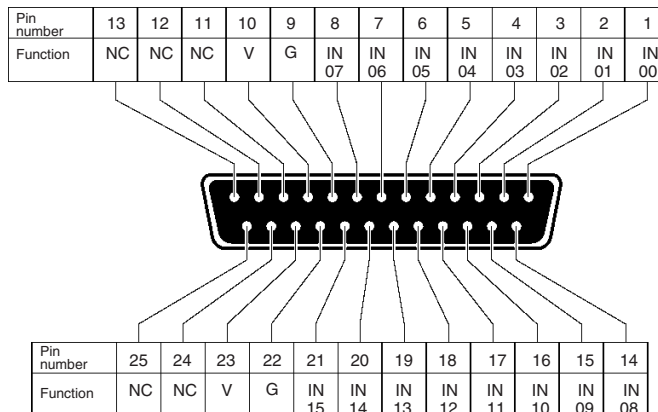 Pin number 13 12 11 10 9 8 7 6 5 4 3 2 1
Function NC NC NC V G IN 07 IN 06 IN 05 IN 04 IN 03 IN 02 IN 01 IN 00
Pin number 25 24 23 22 21 20 19 18 17 16 15 14
Function NC NC V G IN 15 IN 14 IN 13 IN 12 IN 11 IN 10 IN 09 IN 08